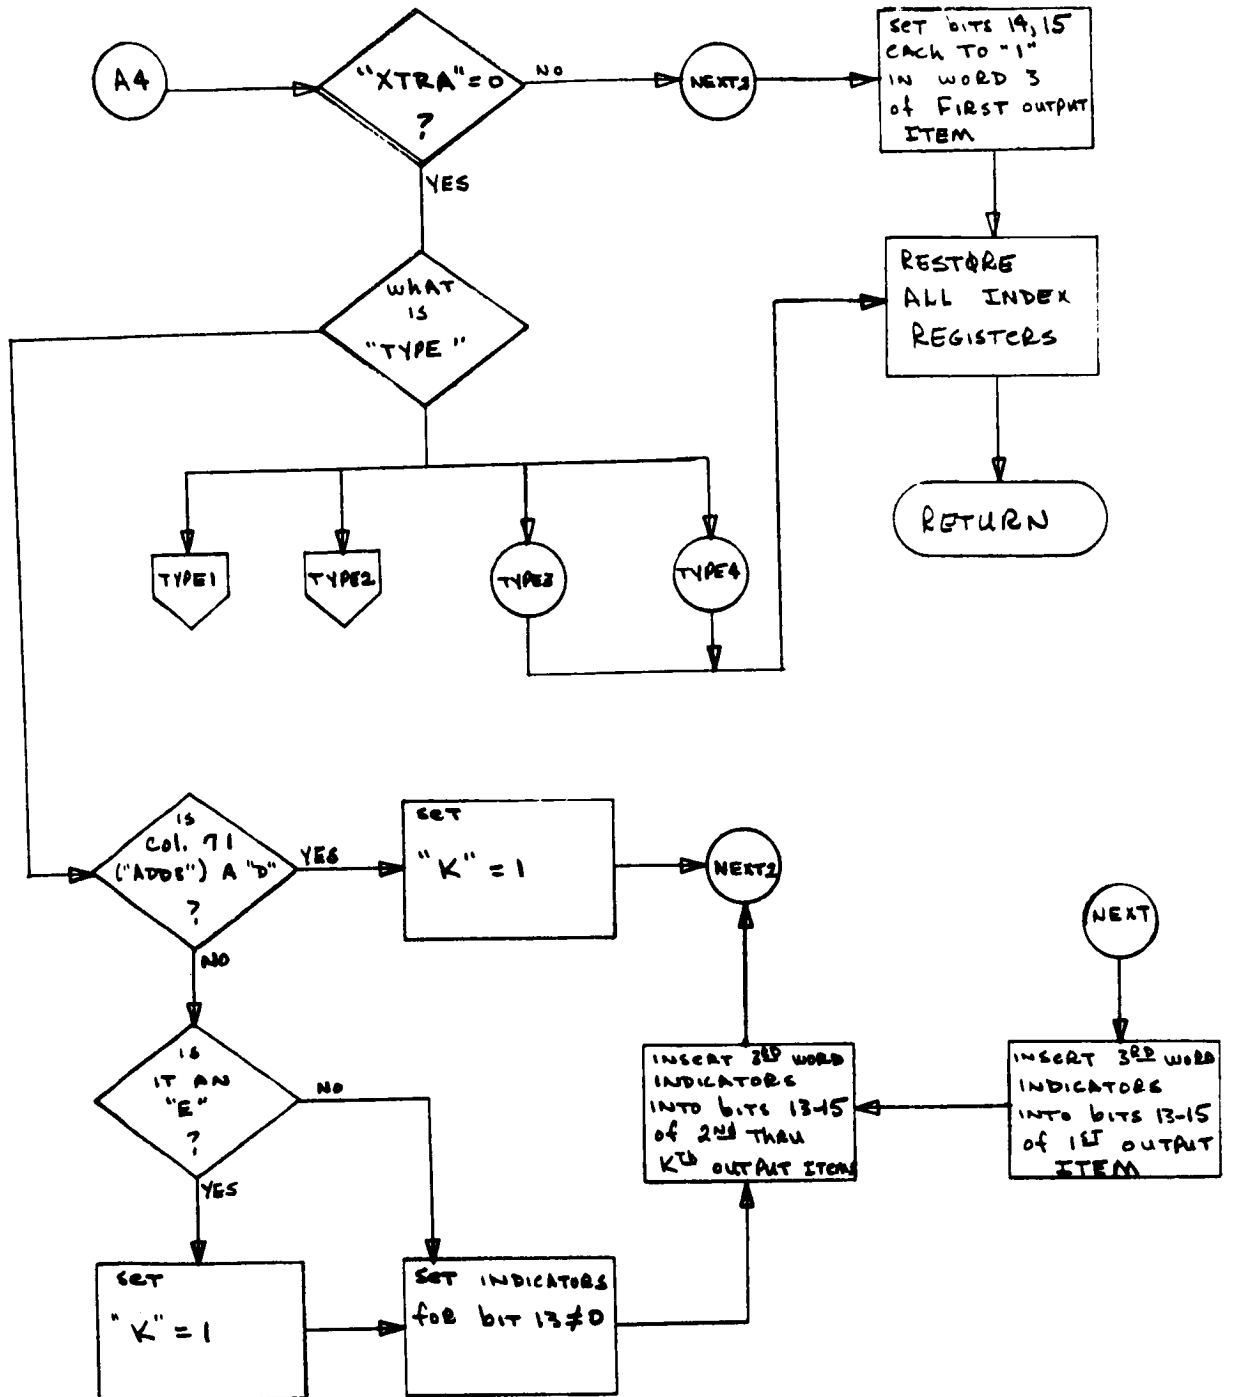 A4
"XTRA"=0
?
NO
NEXT2
SET bITS 14, 15
EACH TO "1"
IN WORD 3
of FIRST OUTPUT
ITEM
YES
WHAT
IS
"TYPE"
RESTORE
ALL INDEX
REGISTERS
RETURN
TYPE1
TYPE2
TYPE3
TYPE4
IS
COL. 71
A "D"
?
YES
SET
"K" = 1
NEXT2
NEXT
NO
IS
IT AN
"E"
?
NO
YES
INSERT 3RD WORD
INDICATORS
INTO bITS 13-15
of 2ND THRU
KTH OUTPUT ITEM
INSERT 3RD WORD
INDICATORS
INTO bITS 13-15
of 1ST OUTPUT
ITEM
SET
"K" = 1
SET INDICATORS
foR bIT 13≠0